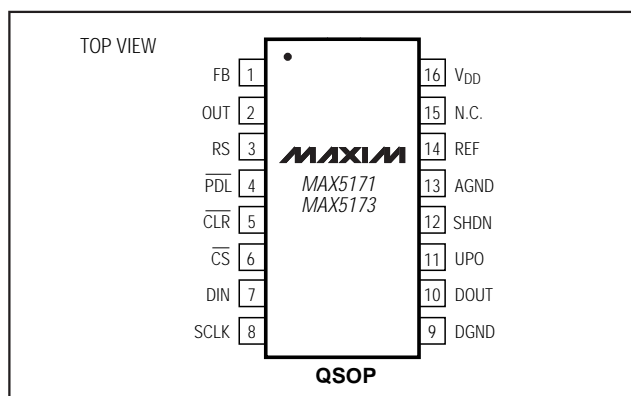 TOP VIEW
FB 1
OUT 2
RS 3
PDL 4
CLR 5
CS 6
DIN 7
SCLK 8
MAXIM
MAX5171
MAX5173
16 VDD
15 N.C.
14 REF
13 AGND
12 SHDN
11 UPO
10 DOUT
9 DGND
QSOP